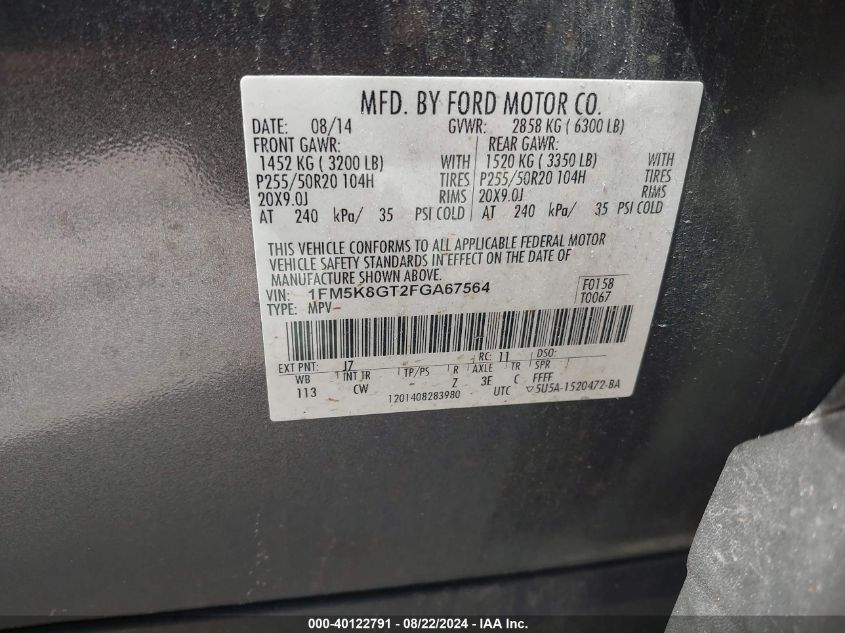 MFD. BY FORD MOTOR CO.
DATE: 08/14 GVWR: 2858 KG ( 6300 LB)
FRONT GAWR: REAR GAWR:
1452 KG ( 3200 LB) WITH 1520 KG ( 3350 LB) WITH
P255/50R20 104H TIRES P255/50R20 104H TIRES
20X9.0J RIMS 20X9.0J RIMS
AT 240 kPa/ 35 PSI COLD AT 240 kPa/ 35 PSI COLD
THIS VEHICLE CONFORMS TO ALL APPLICABLE FEDERAL MOTOR
VEHICLE SAFETY STANDARDS IN EFFECT ON THE DATE OF
MANUFACTURE SHOWN ABOVE.
VIN: 1FM5K8GT2FGA67564 F0158
TYPE: MPV T0067
EXT PNT: JZ RC: 11 DSO:
WB INT TR TP/PS R AXLE TR SPR
113 CW Z 3E C FFFF
1201408283980 UTC ▽5U5A-1520472-BA
000-40122791 - 08/22/2024 - IAA Inc.